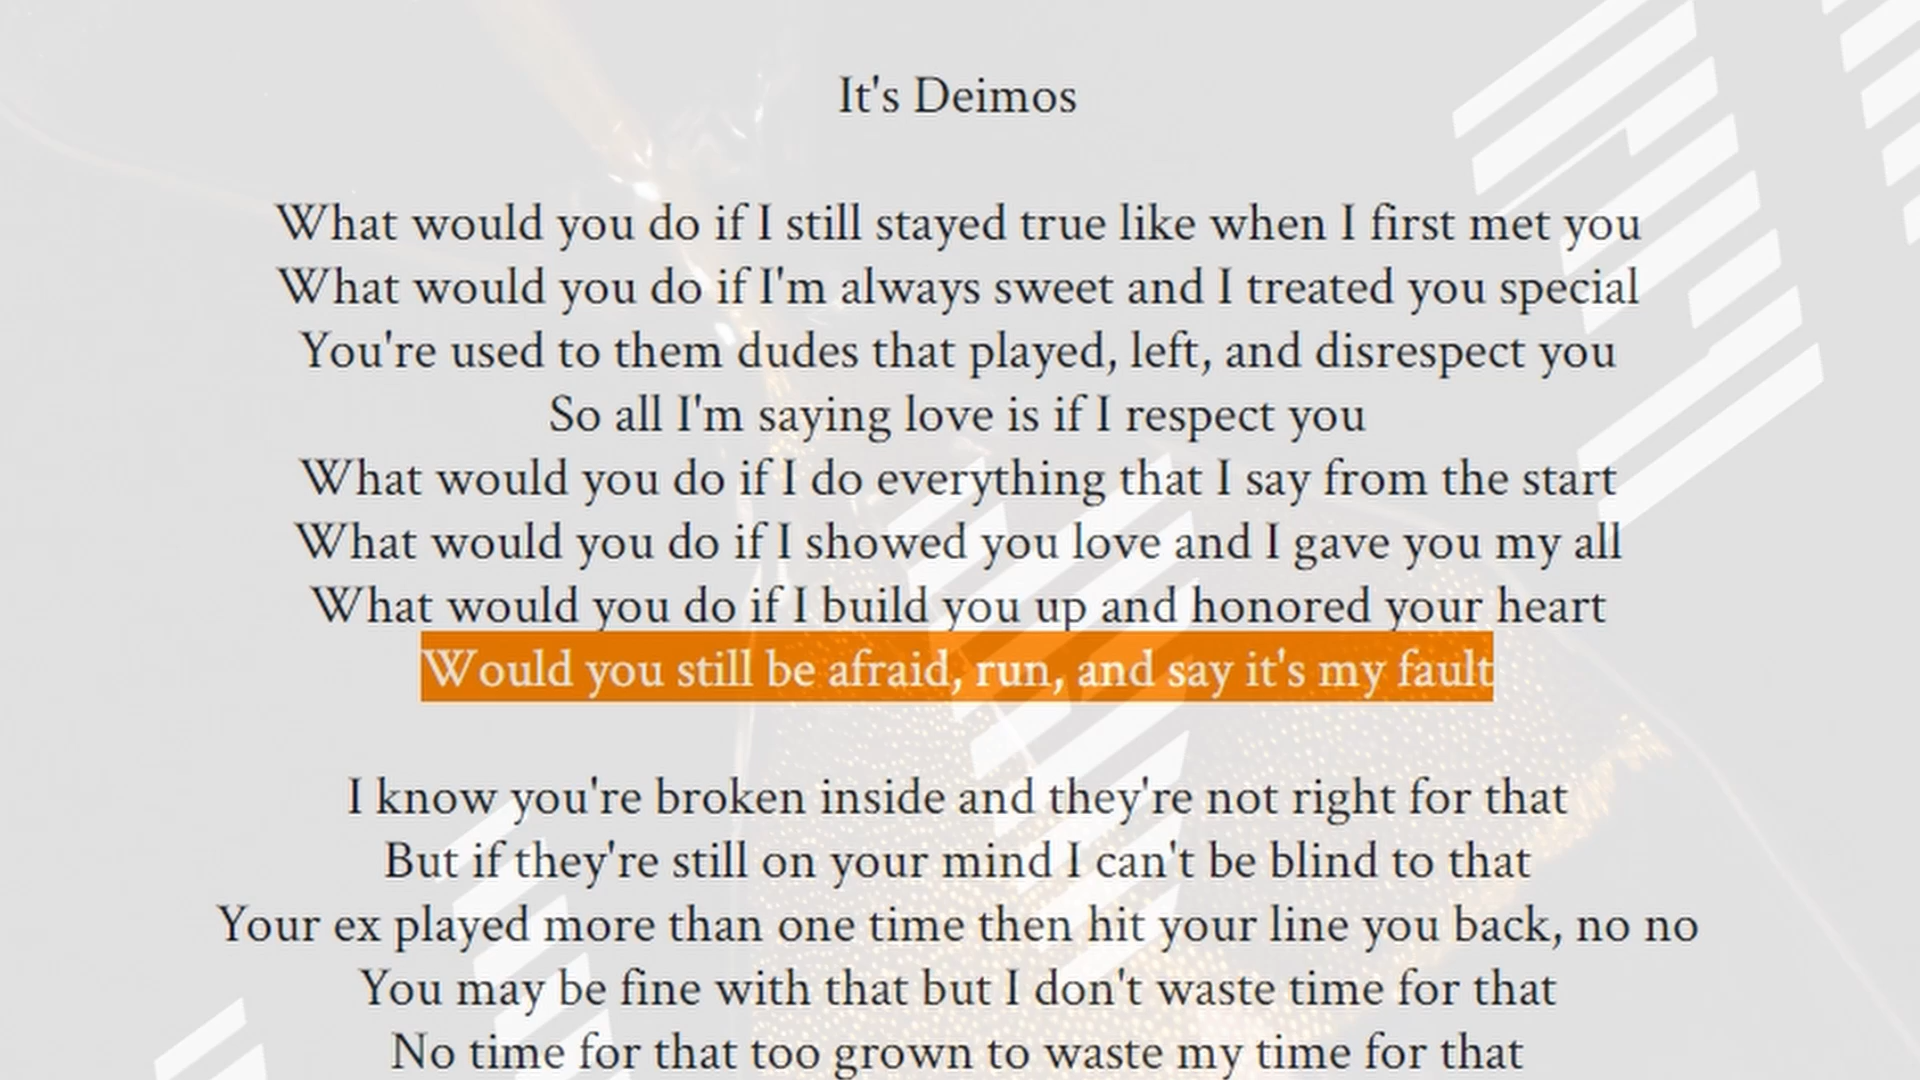 It's Deimos
What would you do if I still stayed true like when I first met you
What would you do if I'm always sweet and I treated you special
You're used to them dudes that played, left, and disrespect you
So all I'm saying love is if I respect you
What would you do if I do everything that I say from the start
What would you do if I showed you love and I gave you my all
What would you do if I build you up and honored your heart
Would you still be afraid, run, and say it's my fault
I know you're broken inside and they're not right for that
But if they're still on your mind I can't be blind to that
Your ex played more than one time then hit your line you back, no no
You may be fine with that but I don't waste time for that
No time for that too grown to waste my time for that